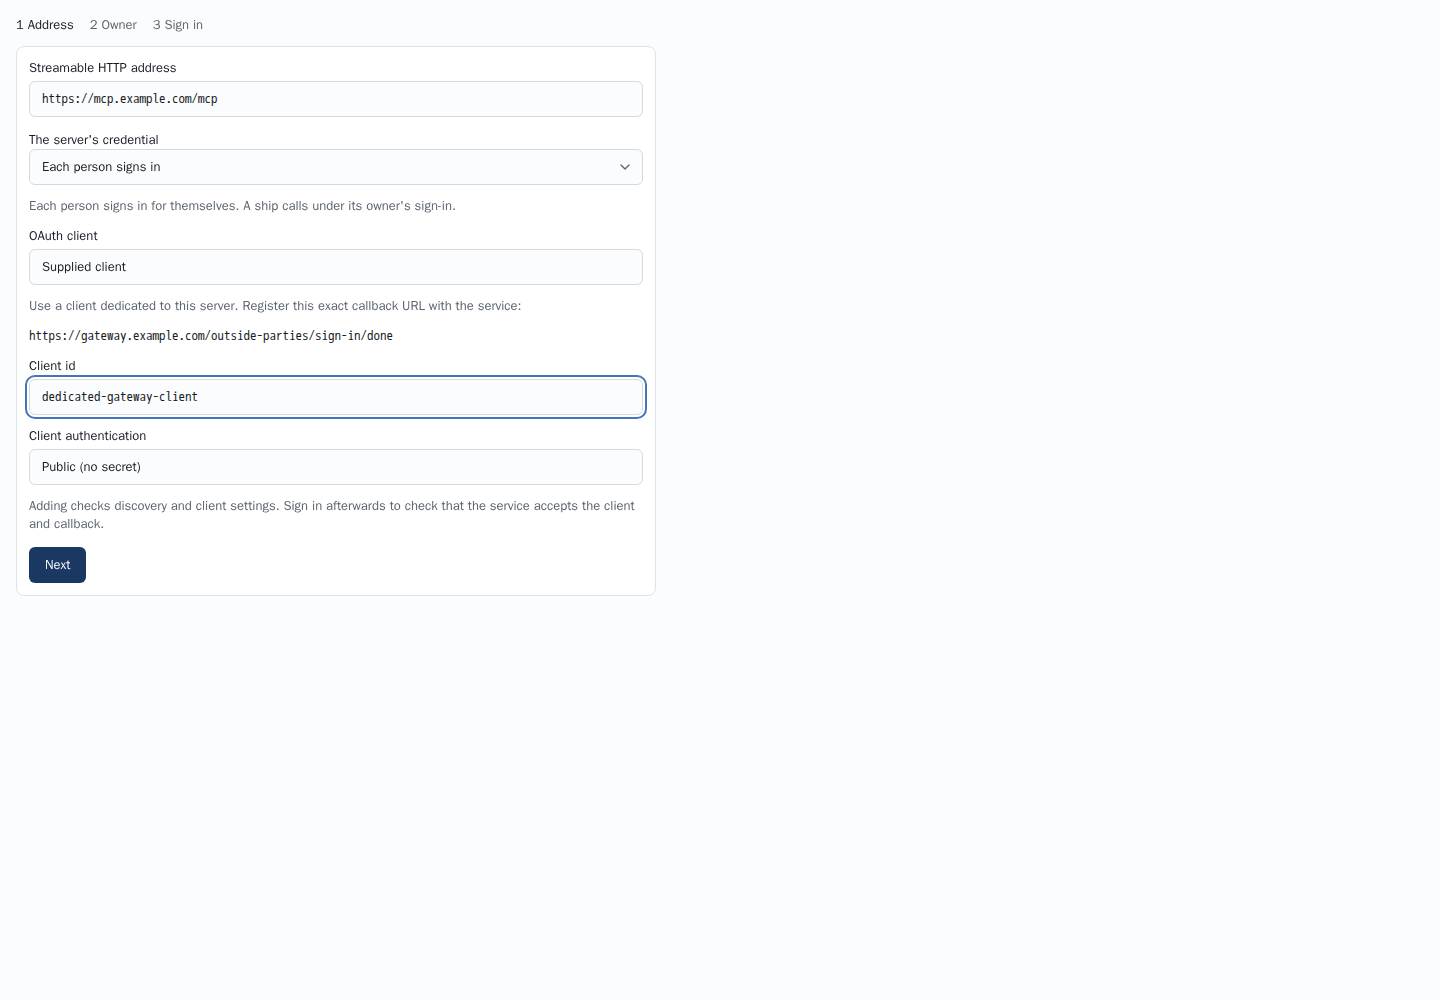 1 Address 2 Owner 3 Sign in
Streamable HTTP address
https://mcp.example.com/mcp
The server's credential
Each person signs in
Each person signs in for themselves. A ship calls under its owner's sign-in.
OAuth client
Supplied client
Use a client dedicated to this server. Register this exact callback URL with the service:
https://gateway.example.com/outside-parties/sign-in/done
Client id
dedicated-gateway-client
Client authentication
Public (no secret)
Adding checks discovery and client settings. Sign in afterwards to check that the service accepts the client
and callback.
Next